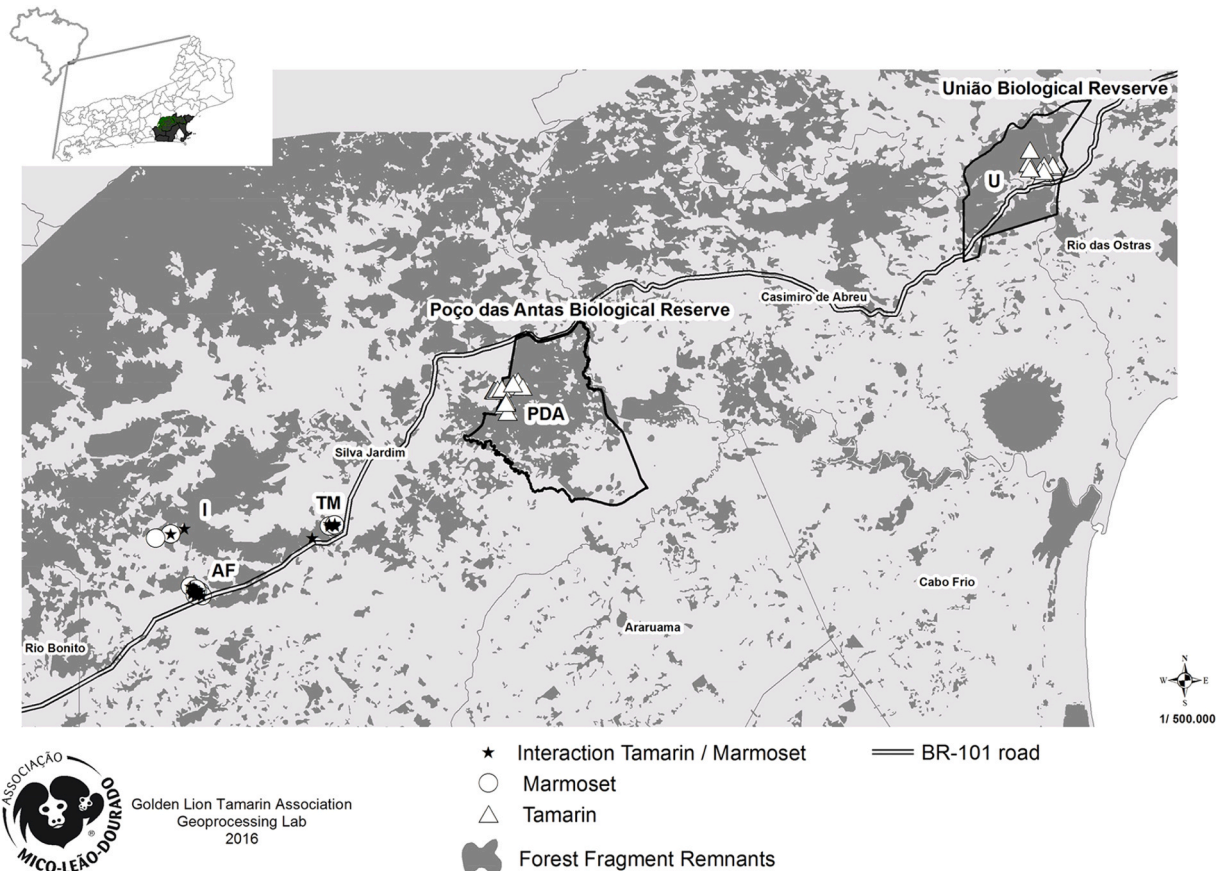 União Biological Revserve
U
Rio das Ostras
Casimiro de Abreu
Poço das Antas Biological Reserve
PDA
Silva Jardim
TM
I
AF
Cabo Frio
Araruama
Rio Bonito
N
W E
S
1/ 500.000
Interaction Tamarin / Marmoset
BR-101 road
Marmoset
Tamarin
Forest Fragment Remnants
ASSOCIAÇÃO
MICO-LEÃO-DOURADO
®
Golden Lion Tamarin Association
Geoprocessing Lab
2016